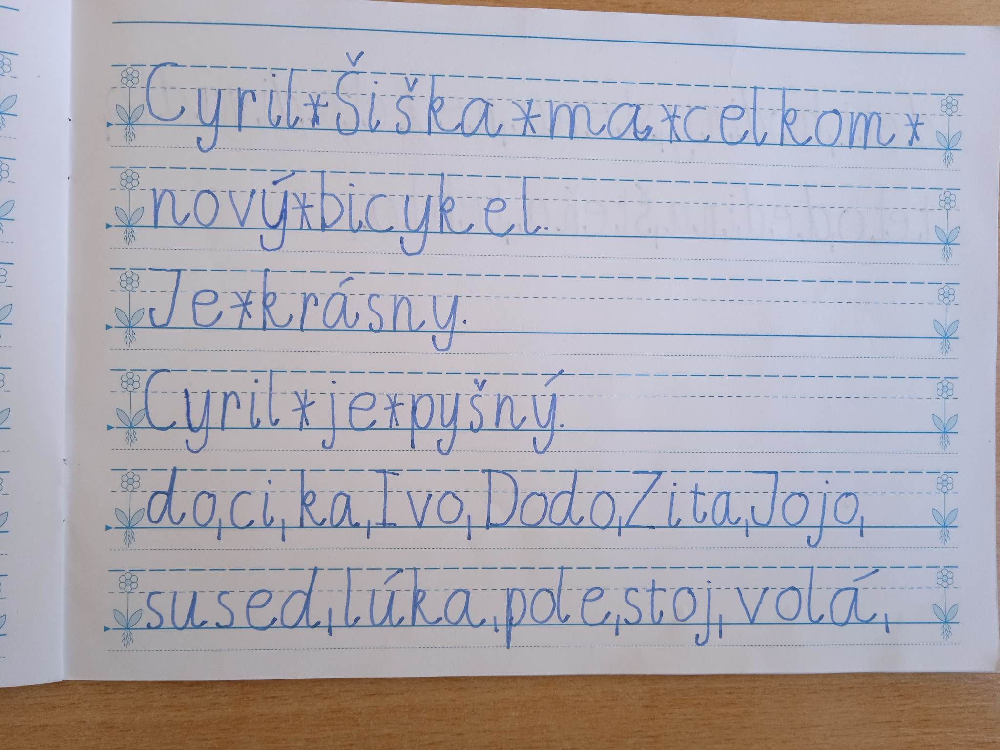 Cyril*Šiška*ma*celkom*
nový*bicykel.
Je*krásny.
Cyril*je*pyšný.
do,ci,ka,Ivo,Dodo,Zita,Jojo,
sused,lúka,pole,stoj,volá,